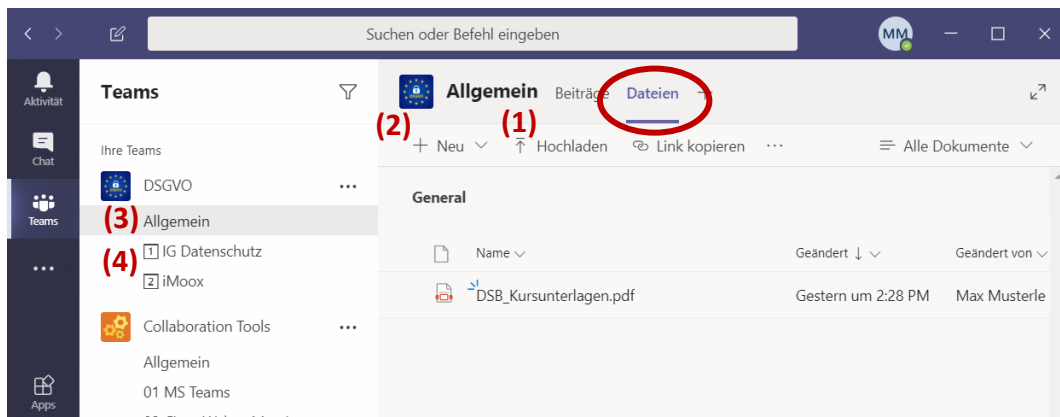 Suchen oder Befehl eingeben
MM
Aktivität
Chat
Teams
Apps
Teams
Ihre Teams
DSGVO
(3) Allgemein
(4) 1 IG Datenschutz
2 iMoox
Collaboration Tools
Allgemein
01 MS Teams
Allgemein Beiträge Dateien
(2) (1)
Neu Hochladen Link kopieren ... Alle Dokumente
General
Name Geändert Geändert von
DSB_Kursunterlagen.pdf Gestern um 2:28 PM Max Musterle